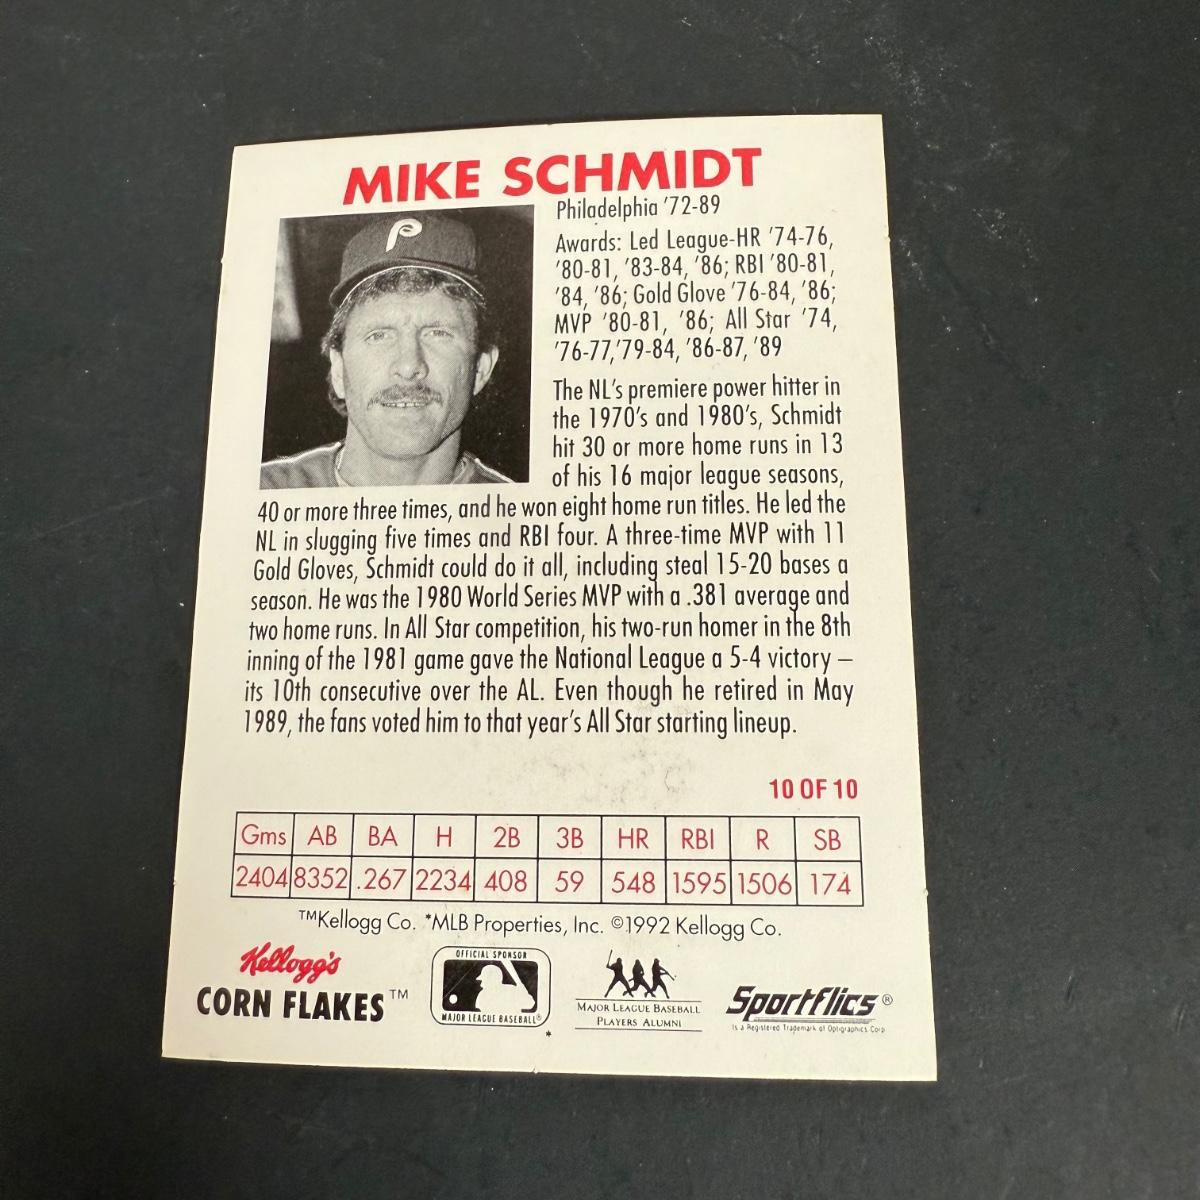 MIKE SCHMIDT
Philadelphia '72-89
Awards: Led League-HR '74-76,
'80-81, '83-84, '86; RBI '80-81,
'84, '86; Gold Glove '76-84, '86;
MVP '80-81, '86; All Star '74,
'76-77,'79-84, '86-87, '89
The NL's premiere power hitter in
the 1970's and 1980's, Schmidt
hit 30 or more home runs in 13
of his 16 major league seasons,
40 or more three times, and he won eight home run titles. He led the
NL in slugging five times and RBI four. A three-time MVP with 11
Gold Gloves, Schmidt could do it all, including steal 15-20 bases a
season. He was the 1980 World Series MVP with a .381 average and
two home runs. In All Star competition, his two-run homer in the 8th
inning of the 1981 game gave the National League a 5-4 victory –
its 10th consecutive over the AL. Even though he retired in May
1989, the fans voted him to that year's All Star starting lineup.
10 OF 10
Gms AB BA H 2B 3B HR RBI R SB
2404 8352 .267 2234 408 59 548 1595 1506 174
™Kellogg Co. *MLB Properties, Inc. ©1992 Kellogg Co.
Kellogg's
CORN FLAKES™
OFFICIAL SPONSOR
MAJOR LEAGUE BASEBALL®
*
MAJOR LEAGUE BASEBALL
PLAYERS ALUMNI
Sportflics®
Is a Registered Trademark of Optigraphics Corp.
P